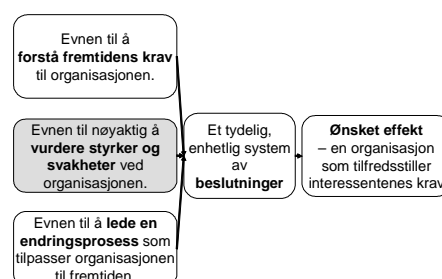 Evnen til å
forstå fremtidens krav
til organisasjonen.
Evnen til nøyaktig å
vurdere styrker og
svakheter ved
organisasjonen.
Evnen til å lede en
endringsprosess som
tilpasser organisasjonen
til fremtiden
Et tydelig,
enhetlig system
av
beslutninger
Ønsket effekt
– en organisasjon
som tilfredsstiller
interessentenes krav